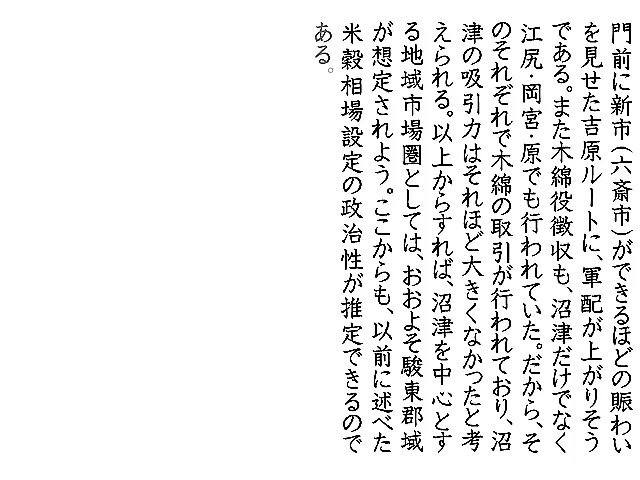 門前に新市(六斎市)ができるほどの賑わい
を見せた吉原ルートに、軍配が上がりそう
である。また木綿役徴収も、沼津だけでなく
江尻・岡宮・原でも行われていた。だから、そ
のそれぞれで木綿の取引が行われており、沼
津の吸引力はそれほど大きくなかったと考
えられる。以上からすれば、沼津を中心とす
る地域市場圏としては、おおよそ駿東郡域
が想定されよう。ここからも、以前に述べた
米穀相場設定の政治性が推定できるので
ある。